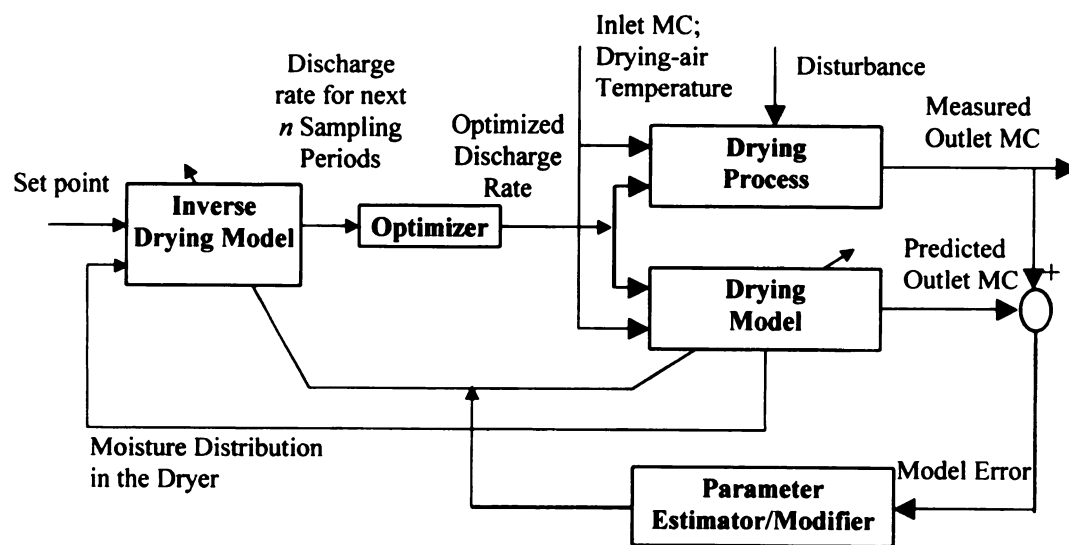 Inlet MC;
Drying-air
Temperature
Disturbance
Discharge
rate for next
n Sampling
Periods
Optimized
Discharge
Rate
Measured
Outlet MC
Set point
Inverse
Drying Model
Optimizer
Drying
Process
Drying
Model
Predicted
Outlet MC
+
Moisture Distribution
in the Dryer
Model Error
Parameter
Estimator/Modifier